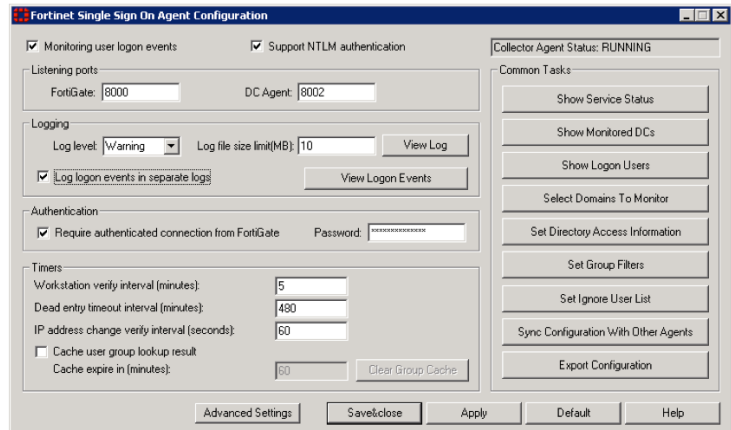 Fortinet Single Sign On Agent Configuration
Monitoring user logon events
Support NTLM authentication
Collector Agent Status: RUNNING
Listening ports
FortiGate: 8000
DC Agent: 8002
Logging
Log level: Warning
Log file size limit(MB): 10
View Log
Log logon events in separate logs
View Logon Events
Authentication
Require authenticated connection from FortiGate
Password: **************
Timers
Workstation verify interval (minutes): 5
Dead entry timeout interval (minutes): 480
IP address change verify interval (seconds): 60
Cache user group lookup result
Cache expire in (minutes): 60
Clear Group Cache
Common Tasks
Show Service Status
Show Monitored DCs
Show Logon Users
Select Domains To Monitor
Set Directory Access Information
Set Group Filters
Set Ignore User List
Sync Configuration With Other Agents
Export Configuration
Advanced Settings
Save&close
Apply
Default
Help